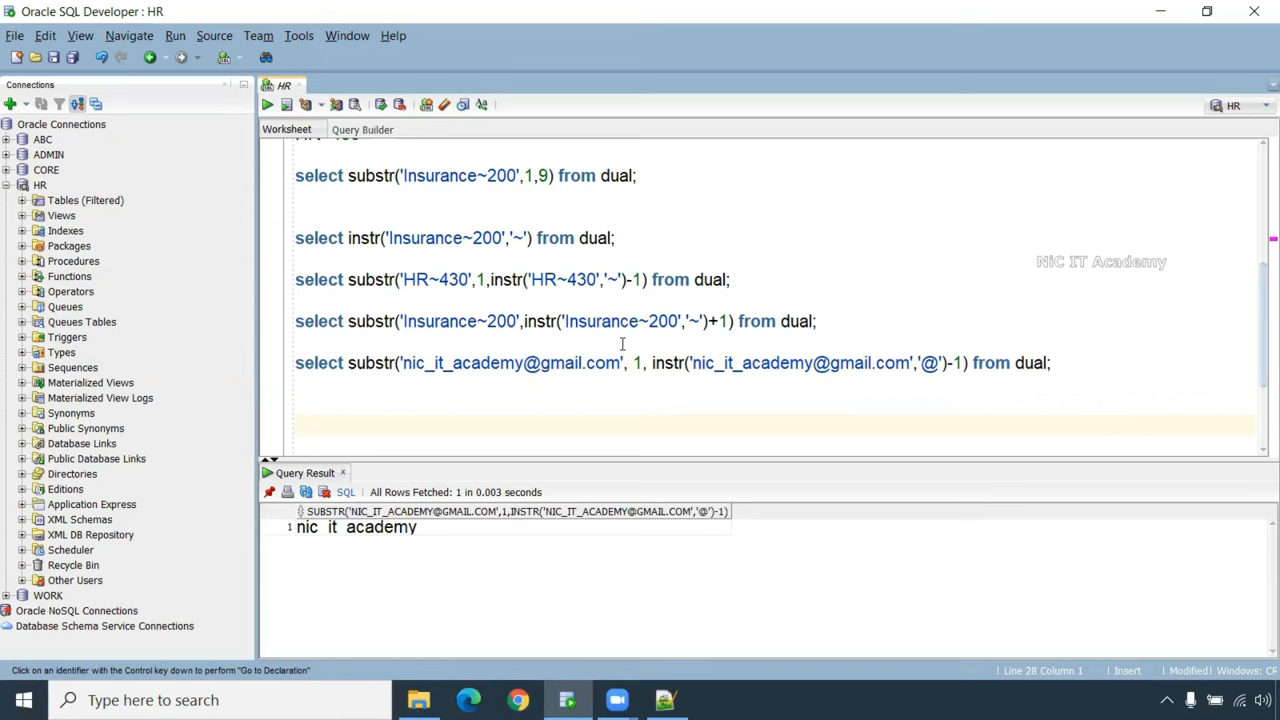 Oracle SQL Developer : HR
File Edit View Navigate Run Source Team Tools Window Help
Connections
HR
HR
Worksheet Query Builder
Oracle Connections
ABC
ADMIN
CORE
HR
Tables (Filtered)
Views
Indexes
Packages
Procedures
Functions
Operators
Queues
Queues Tables
Triggers
Types
Sequences
Materialized Views
Materialized View Logs
Synonyms
Public Synonyms
Database Links
Public Database Links
Directories
Editions
Application Express
XML Schemas
XML DB Repository
Scheduler
Recycle Bin
Other Users
WORK
Oracle NoSQL Connections
Database Schema Service Connections
select substr('Insurance~200',1,9) from dual;
select instr('Insurance~200','~') from dual;
NiC IT Academy
select substr('HR~430',1,instr('HR~430','~')-1) from dual;
select substr('Insurance~200',instr('Insurance~200','~')+1) from dual;
select substr('nic_it_academy@gmail.com', 1, instr('nic_it_academy@gmail.com','@')-1) from dual;
Query Result
SQL All Rows Fetched: 1 in 0.003 seconds
SUBSTR('NIC_IT_ACADEMY@GMAIL.COM',1,INSTR('NIC_IT_ACADEMY@GMAIL.COM','@')-1)
1 nic_it_academy
Click on an identifier with the Control key down to perform "Go to Declaration"
Line 28 Column 1 Insert Modified Windows: CR
Type here to search